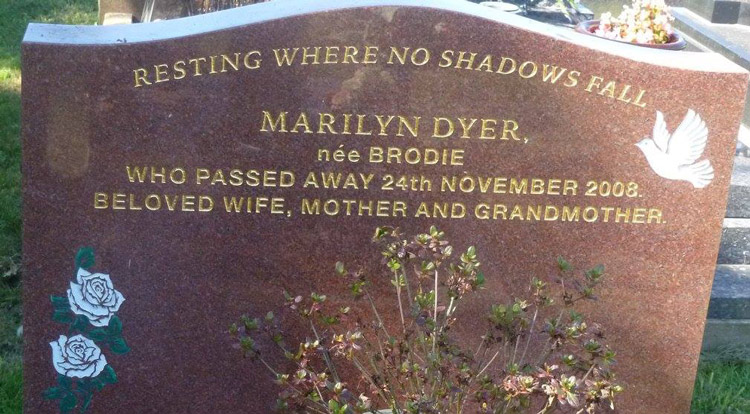 RESTING WHERE NO SHADOWS FALL
MARILYN DYER,
née BRODIE
WHO PASSED AWAY 24th NOVEMBER 2008.
BELOVED WIFE, MOTHER AND GRANDMOTHER.